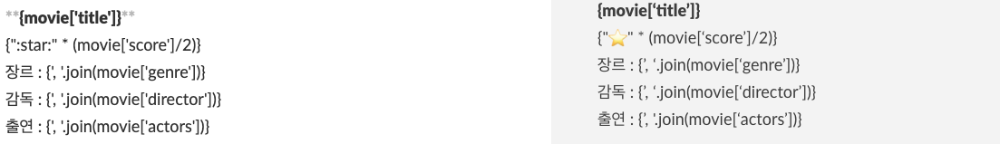 **{movie['title']}**
{":star:" * (movie['score']/2)}
장르 : {', '.join(movie['genre'])}
감독 : {', '.join(movie['director'])}
출연 : {', '.join(movie['actors'])}
{movie[‘title’]}
{"⭐" * (movie[‘score’]/2)}
장르 : {’, ‘.join(movie[‘genre’])}
감독 : {’, ‘.join(movie[‘director’])}
출연 : {’, '.join(movie[‘actors’])}